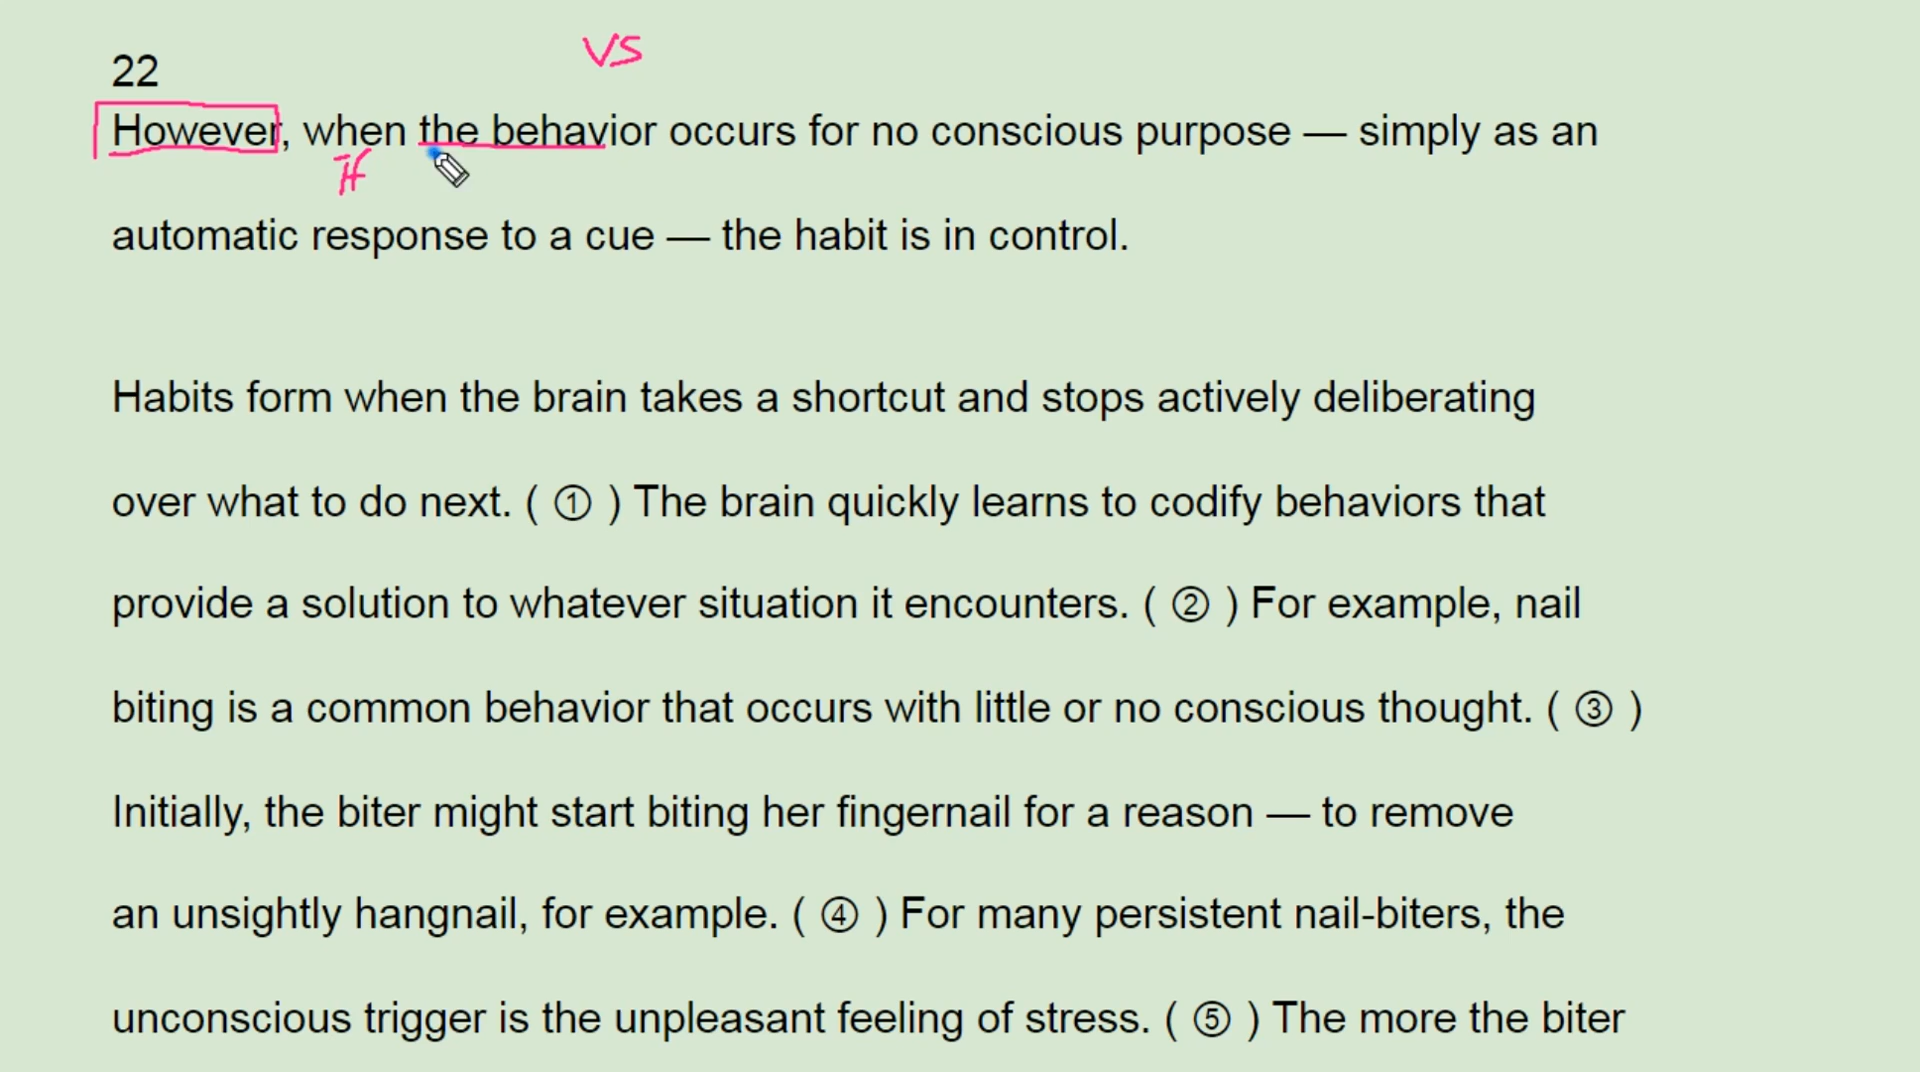 VS
22
However, when the behavior occurs for no conscious purpose — simply as an
if
automatic response to a cue — the habit is in control.
Habits form when the brain takes a shortcut and stops actively deliberating
over what to do next. ( ① ) The brain quickly learns to codify behaviors that
provide a solution to whatever situation it encounters. ( ② ) For example, nail
biting is a common behavior that occurs with little or no conscious thought. ( ③ )
Initially, the biter might start biting her fingernail for a reason — to remove
an unsightly hangnail, for example. ( ④ ) For many persistent nail-biters, the
unconscious trigger is the unpleasant feeling of stress. ( ⑤ ) The more the biter